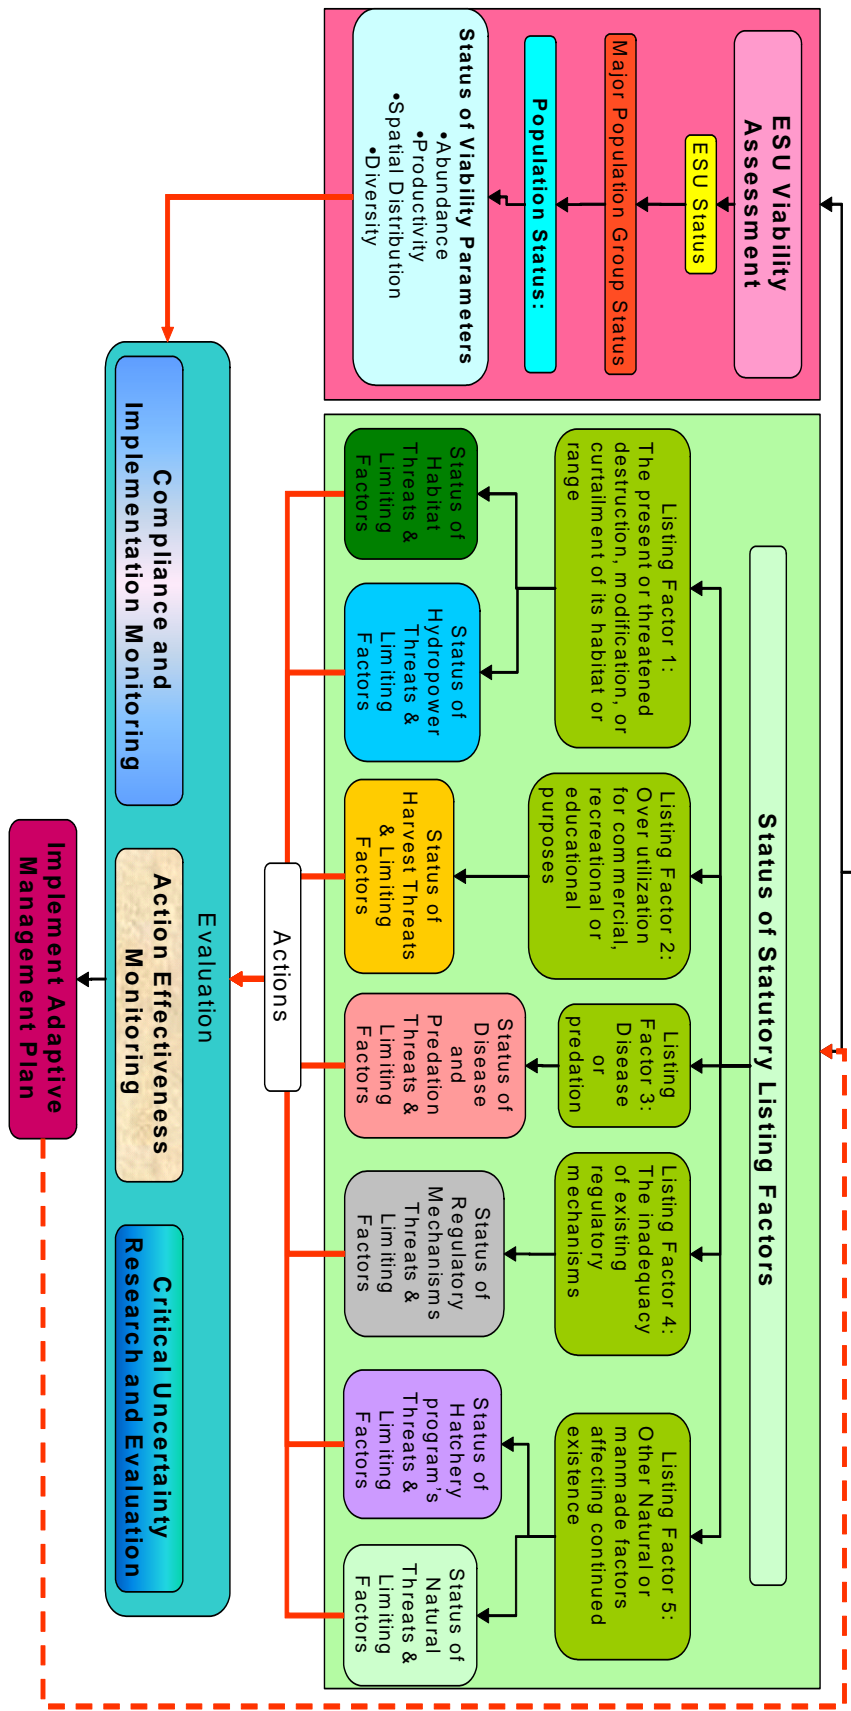 ESU Viability
Assessment
ESU Status
Major Population Group Status
Population Status:
Status of Viability Parameters
•Abundance
•Productivity
•Spatial Distribution
•Diversity
Status of Statutory Listing Factors
Listing Factor 1:
The present or threatened
destruction, modification, or
curtailment of its habitat or
range
Listing Factor 2:
Over utilization
for commercial,
recreational or
educational
purposes
Listing
Factor 3:
Disease
or
predation
Listing Factor 4:
The inadequacy
of existing
regulatory
mechanisms
Listing Factor 5:
Other Natural or
manmade factors
affecting continued
existence
Status of
Habitat
Threats &
Limiting
Factors
Status of
Hydropower
Threats &
Limiting
Factors
Status of
Harvest Threats
& Limiting
Factors
Status of
Disease
and
Predation
Threats &
Limiting
Factors
Status of
Regulatory
Mechanisms
Threats &
Limiting
Factors
Status of
Hatchery
program's
Threats &
Limiting
Factors
Status of
Natural
Threats &
Limiting
Factors
Actions
Evaluation
Compliance and
Implementation Monitoring
Action Effectiveness
Monitoring
Critical Uncertainty
Research and Evaluation
Implement Adaptive
Management Plan